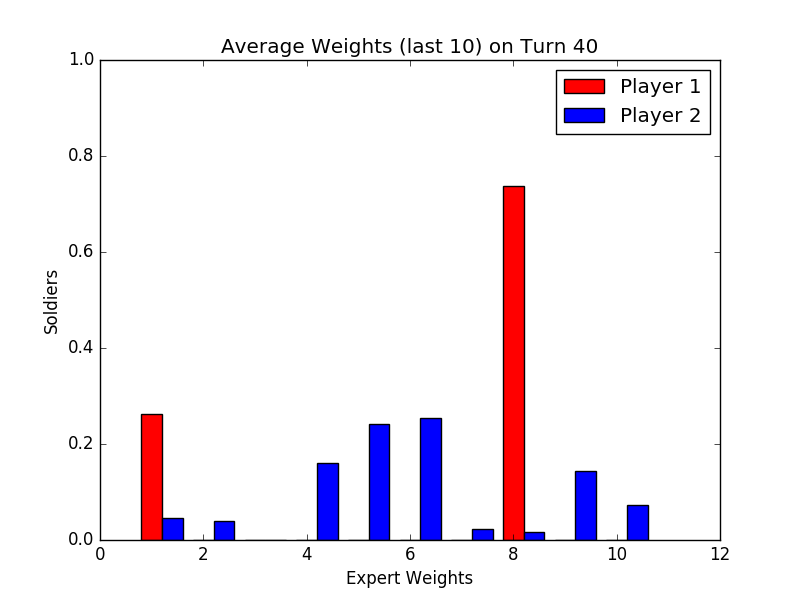 Average Weights (last 10) on Turn 40
1.0
0.8
0.6
0.4
0.2
0.0
Soldiers
Player 1
Player 2
0 2 4 6 8 10 12
Expert Weights